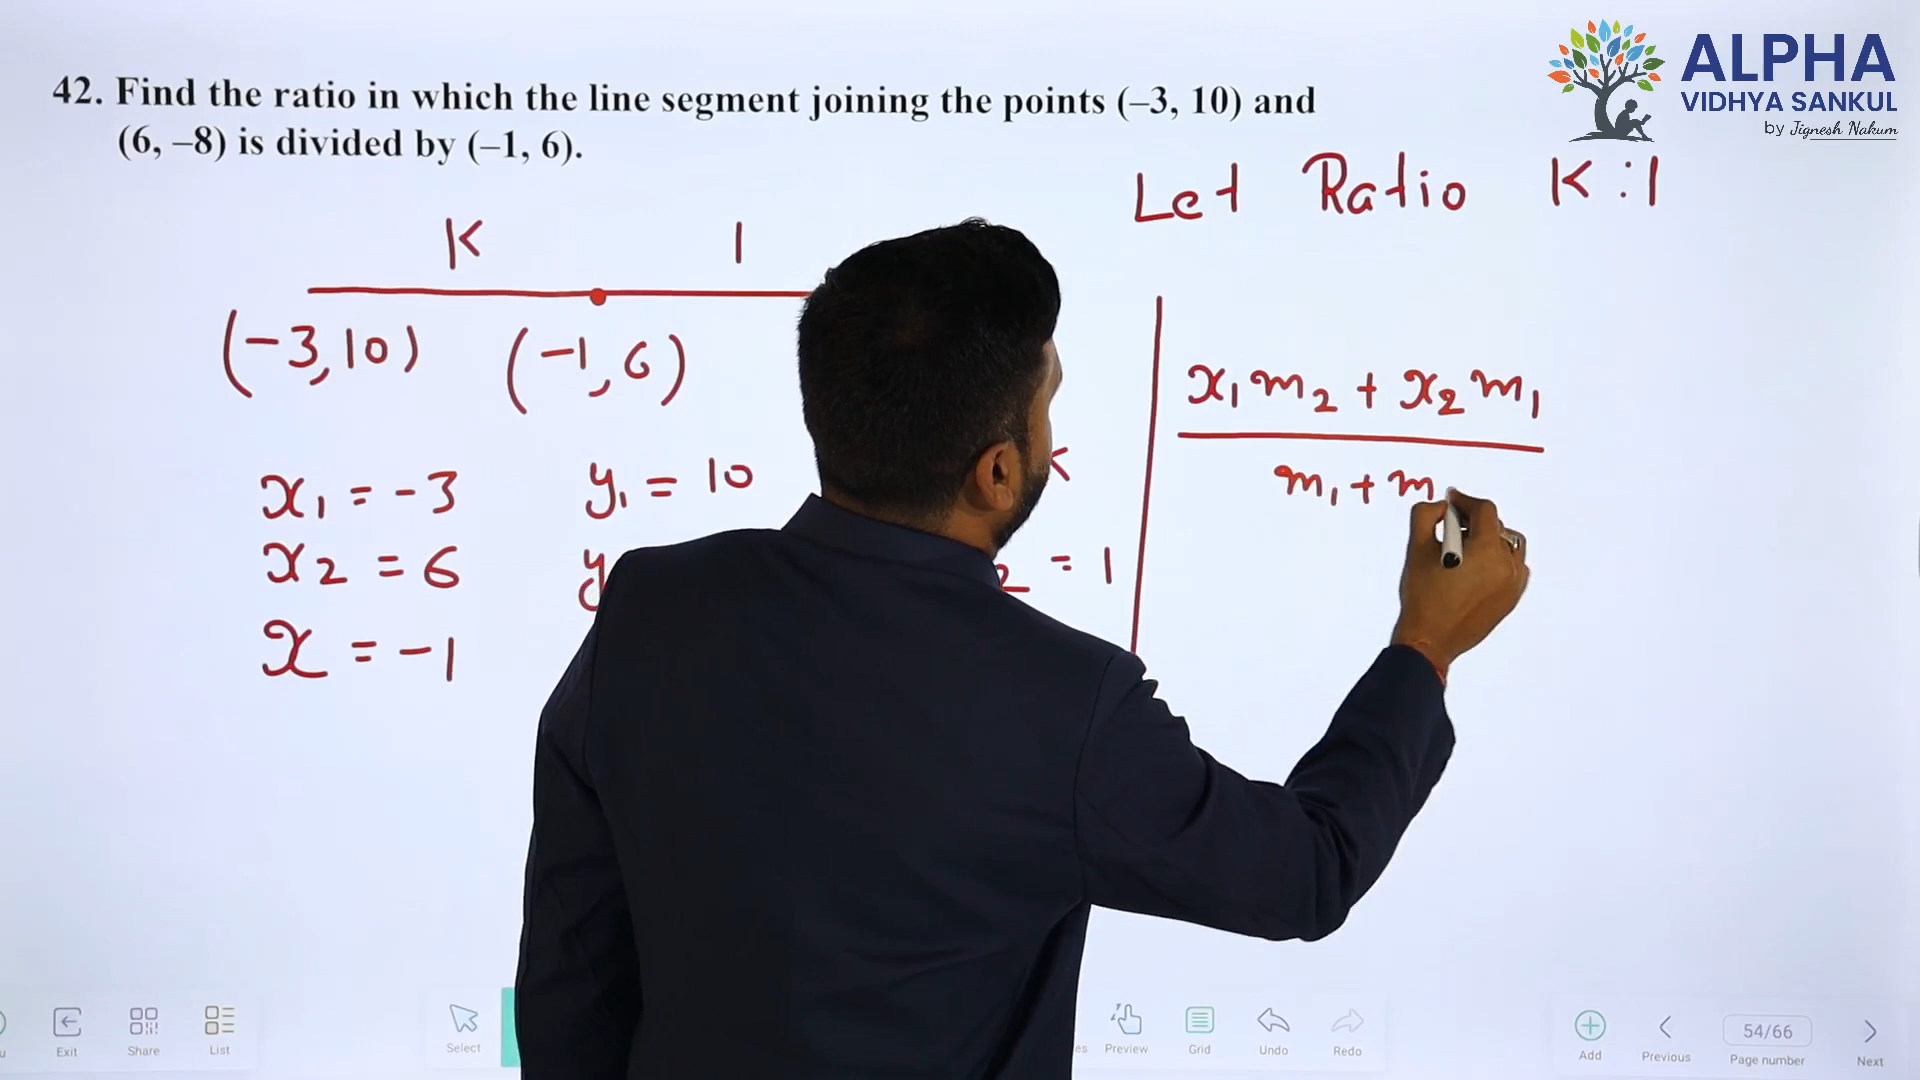 ALPHA
VIDHYA SANKUL
by Jignesh Nakum
42. Find the ratio in which the line segment joining the points (–3, 10) and
(6, –8) is divided by (–1, 6).
Let Ratio K:1
K 1
(-3,10) (-1,6)
x₁m₂ + x₂m₁
m₁ + m
x₁ = -3 y₁ = 10
x₂ = 6 y 2 = 1
x = -1
Exit Share List Select Preview Grid Undo Redo Add Previous 54/66 Page number Next